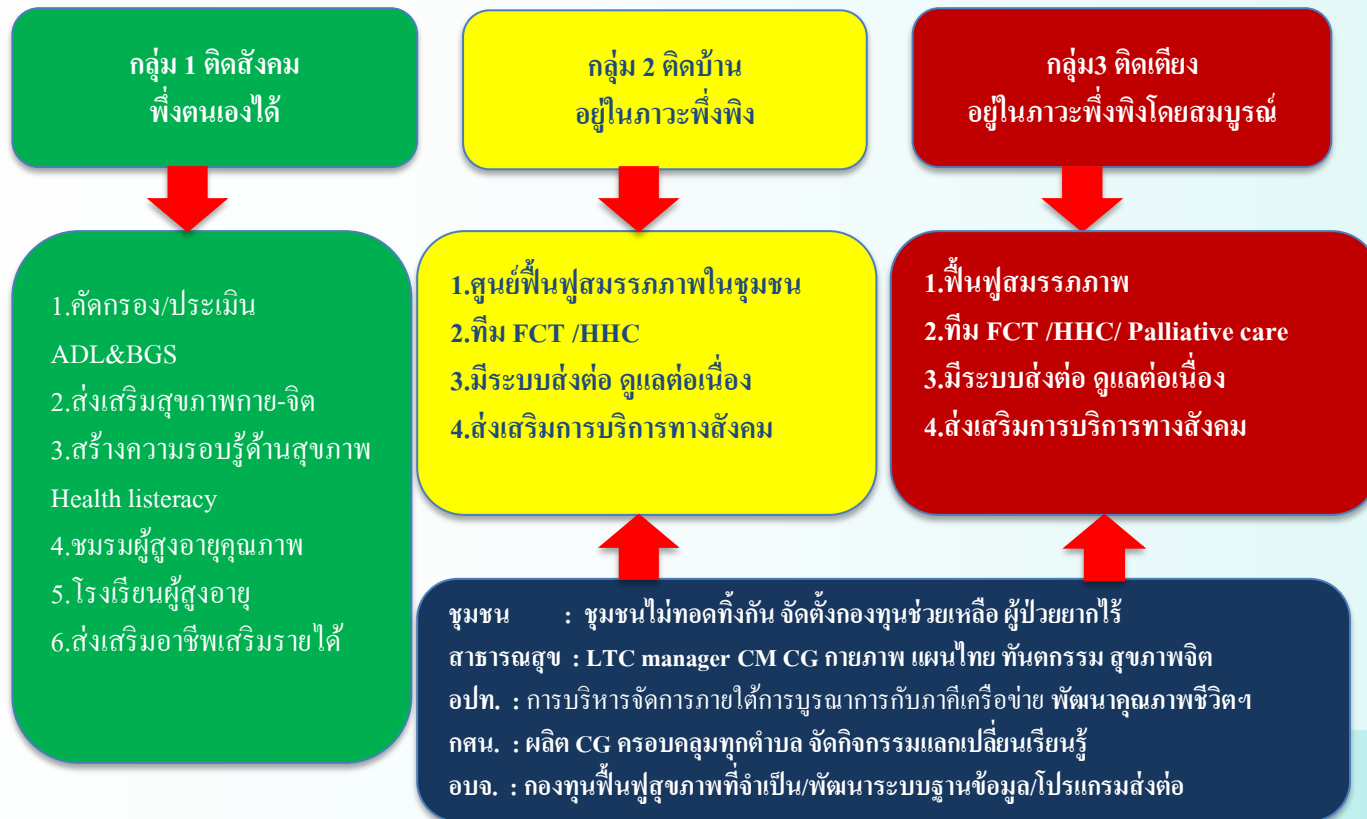 กลุ่ม 1 ติดสังคม
พึ่งตนเองได้
กลุ่ม 2 ติดบ้าน
อยู่ในภาวะพึ่งพิง
กลุ่ม3 ติดเตียง
อยู่ในภาวะพึ่งพิงโดยสมบูรณ์
1.คัดกรอง/ประเมิน
ADL&BGS
2.ส่งเสริมสุขภาพกาย-จิต
3.สร้างความรอบรู้ด้านสุขภาพ
Health listeracy
4.ชมรมผู้สูงอายุคุณภาพ
5.โรงเรียนผู้สูงอายุ
6.ส่งเสริมอาชีพเสริมรายได้
1.ศูนย์ฟื้นฟูสมรรถภาพในชุมชน
2.ทีม FCT /HHC
3.มีระบบส่งต่อ ดูแลต่อเนื่อง
4.ส่งเสริมการบริการทางสังคม
1.ฟื้นฟูสมรรถภาพ
2.ทีม FCT /HHC/ Palliative care
3.มีระบบส่งต่อ ดูแลต่อเนื่อง
4.ส่งเสริมการบริการทางสังคม
ชุมชน : ชุมชนไม่ทอดทิ้งกัน จัดตั้งกองทุนช่วยเหลือ ผู้ป่วยยากไร้
สาธารณสุข : LTC manager CM CG กายภาพ แผนไทย ทันตกรรม สุขภาพจิต
อปท. : การบริหารจัดการภายใต้การบูรณาการกับภาคีเครือข่าย พัฒนาคุณภาพชีวิตฯ
กศน. : ผลิต CG ครอบคลุมทุกตำบล จัดกิจกรรมแลกเปลี่ยนเรียนรู้
อบจ. : กองทุนฟื้นฟูสุขภาพที่จำเป็น/พัฒนาระบบฐานข้อมูล/โปรแกรมส่งต่อ